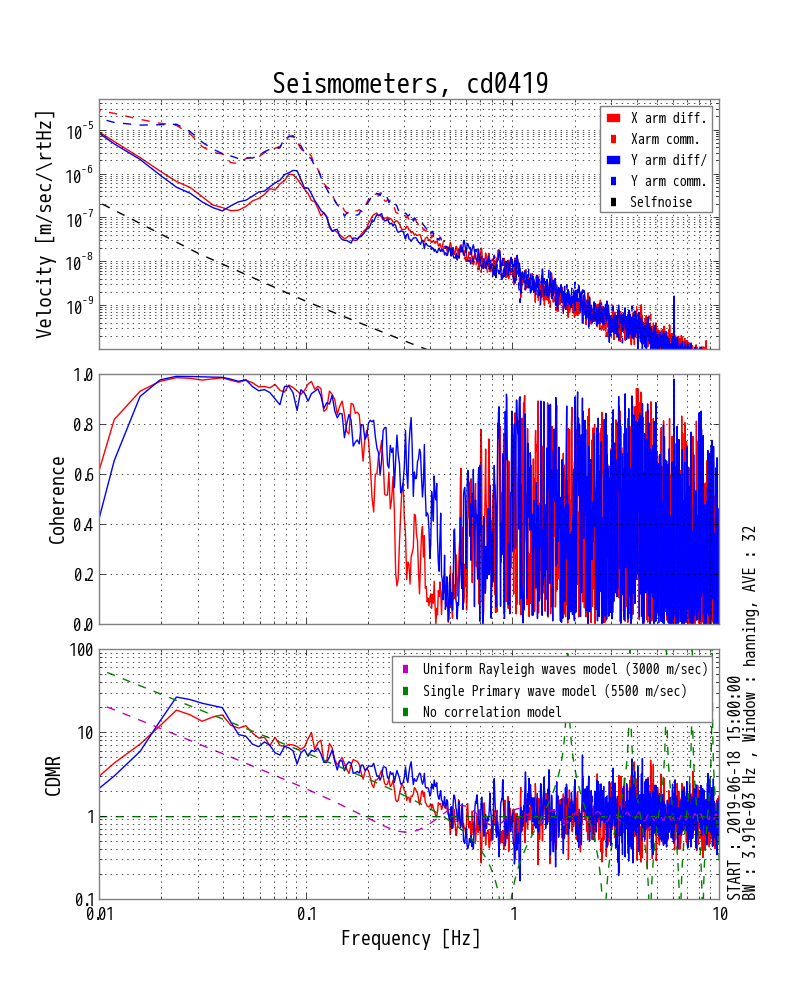 Seismometers, cd0419
Velocity [m/sec/\rtHz]
10^-5
10^-6
10^-7
10^-8
10^-9
X arm diff.
Xarm comm.
Y arm diff/
Y arm comm.
Selfnoise
Coherence
1.0
0.8
0.6
0.4
0.2
0.0
CDMR
100
10
1
0.1
Uniform Rayleigh waves model (3000 m/sec)
Single Primary wave model (5500 m/sec)
No correlation model
0.01
0.1
1
10
Frequency [Hz]
START : 2019-06-18 15:00:00
BW : 3.91e-03 Hz , Window : hanning, AVE : 32